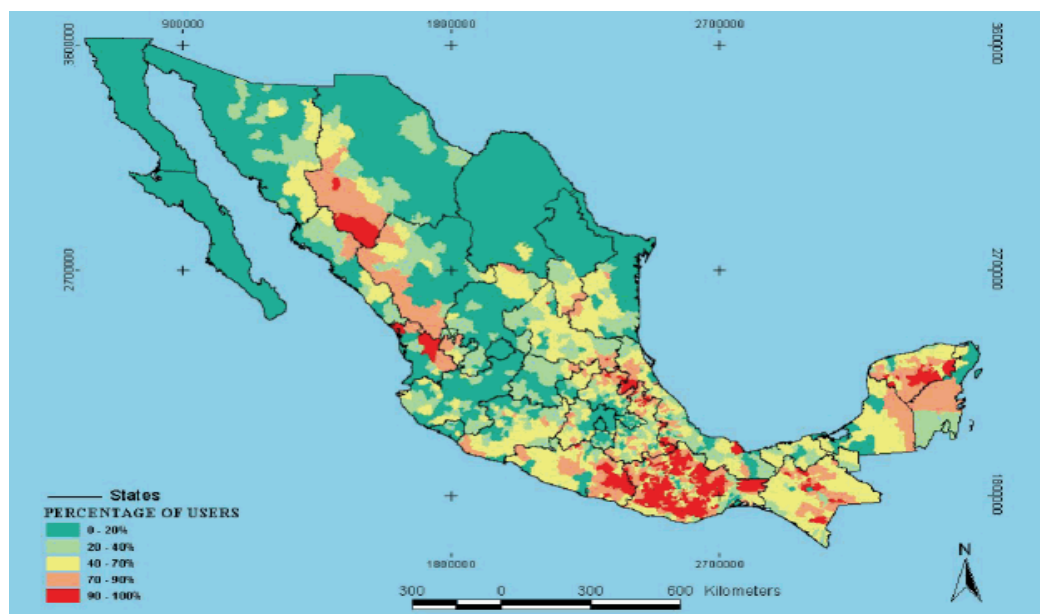 900000 1800000 2700000
3600000 3600000
2700000 2700000
1800000
States
PERCENTAGE OF USERS
0 - 20%
20 - 40%
40 - 70%
70 - 90%
90 - 100%
1800000 2700000
300 0 300 600 Kilometers
N